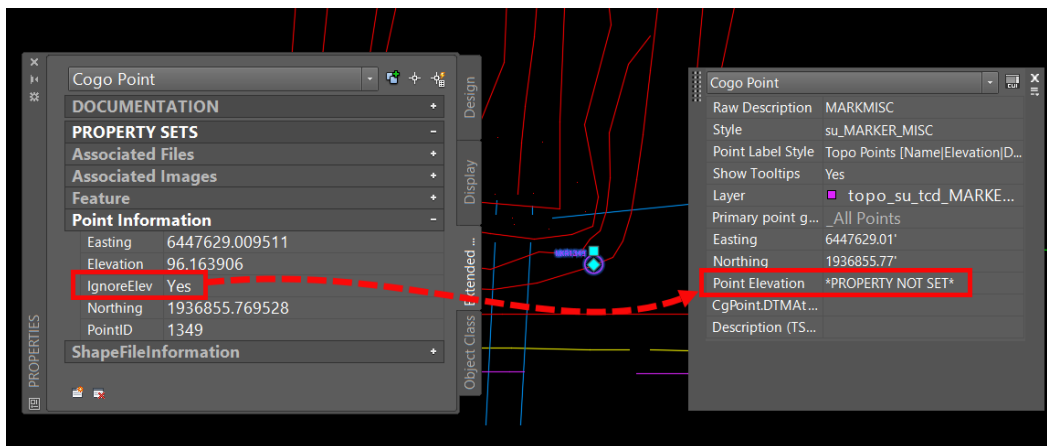 Cogo Point
DOCUMENTATION
PROPERTY SETS
Associated Files
Associated Images
Feature
Point Information
Easting 6447629.009511
Elevation 96.163906
IgnoreElev Yes
Northing 1936855.769528
PointID 1349
ShapeFileInformation
PROPERTIES
Design
Display
Extended ...
Object Class
Cogo Point
Raw Description MARKMISC
Style su_MARKER_MISC
Point Label Style Topo Points [Name|Elevation|D...
Show Tooltips Yes
Layer topo_su_tcd_MARKE...
Primary point g... _All Points
Easting 6447629.01'
Northing 1936855.77'
Point Elevation *PROPERTY NOT SET*
CgPoint.DTMAt...
Description (TS...